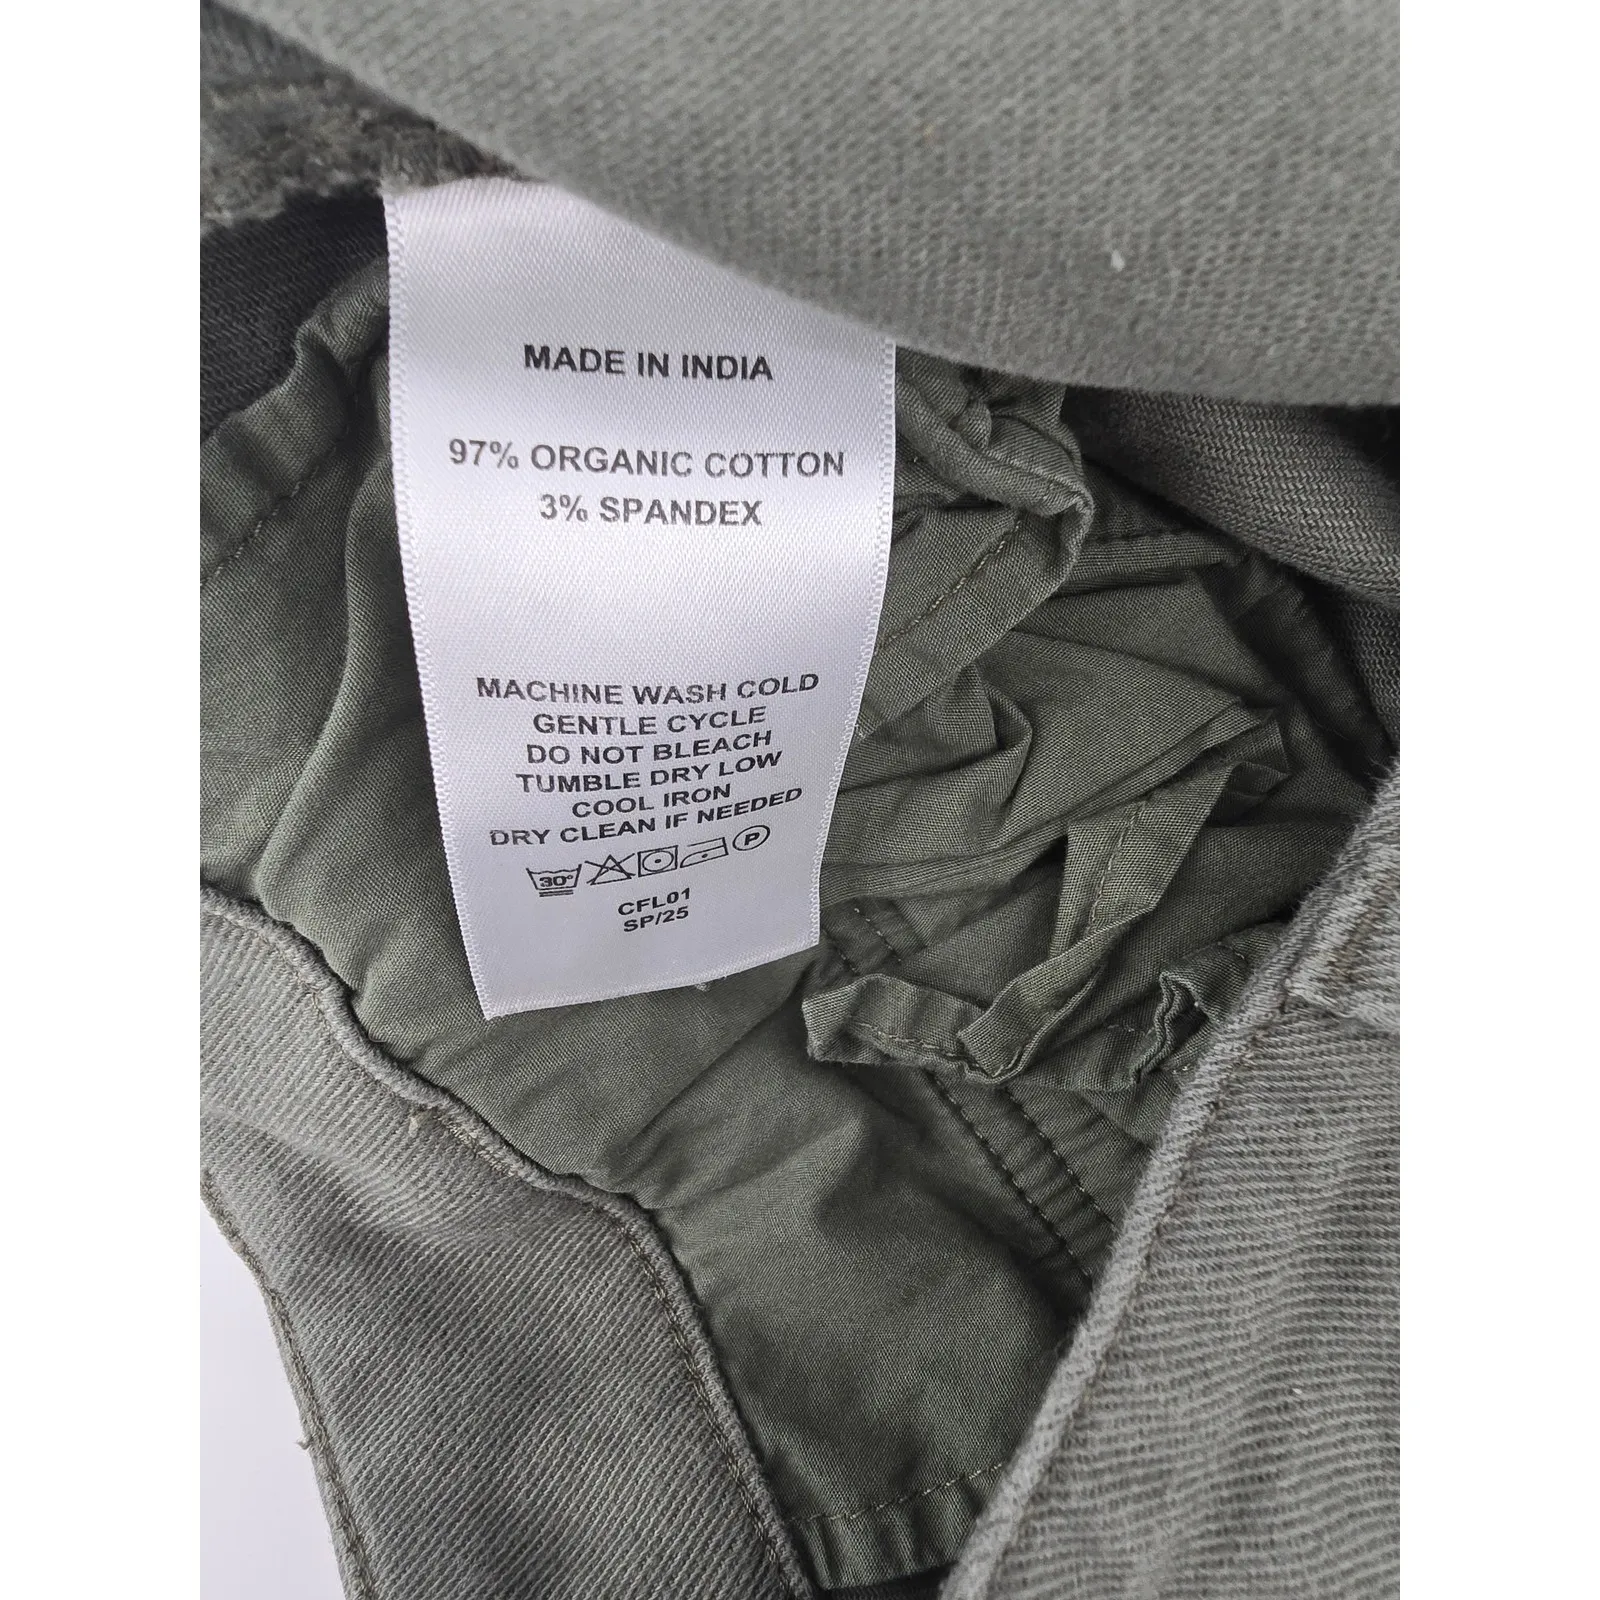 MADE IN INDIA
97% ORGANIC COTTON
3% SPANDEX
MACHINE WASH COLD
GENTLE CYCLE
DO NOT BLEACH
TUMBLE DRY LOW
COOL IRON
DRY CLEAN IF NEEDED
30° P
CFL01
SP/25